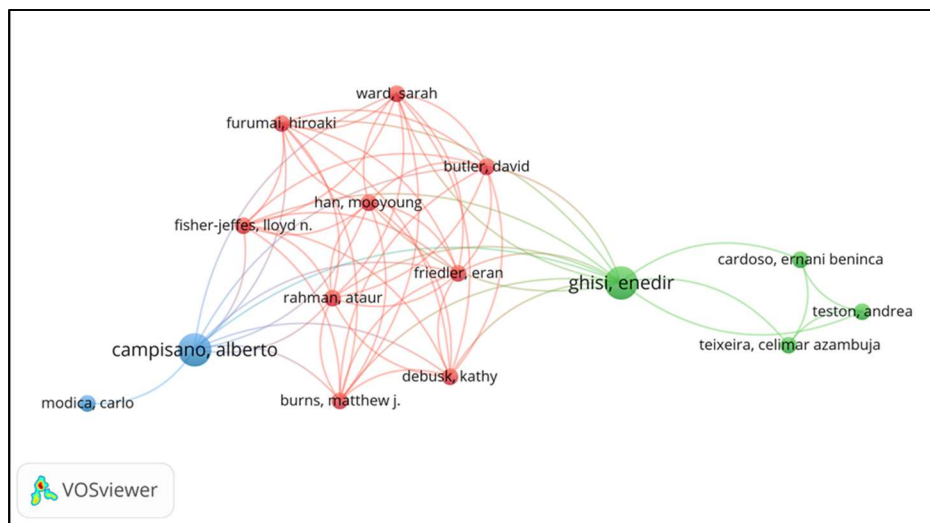 ward, sarah
furumai, hiroaki
butler, david
han, mooyoung
fisher-jeffes, lloyd n.
cardoso, ernani beninca
friedler, eran
ghisi, enedir
rahman, ataur
teston, andrea
teixeira, celimar azambuja
campisano, alberto
debusk, kathy
modica, carlo
burns, matthew j.
VOSviewer